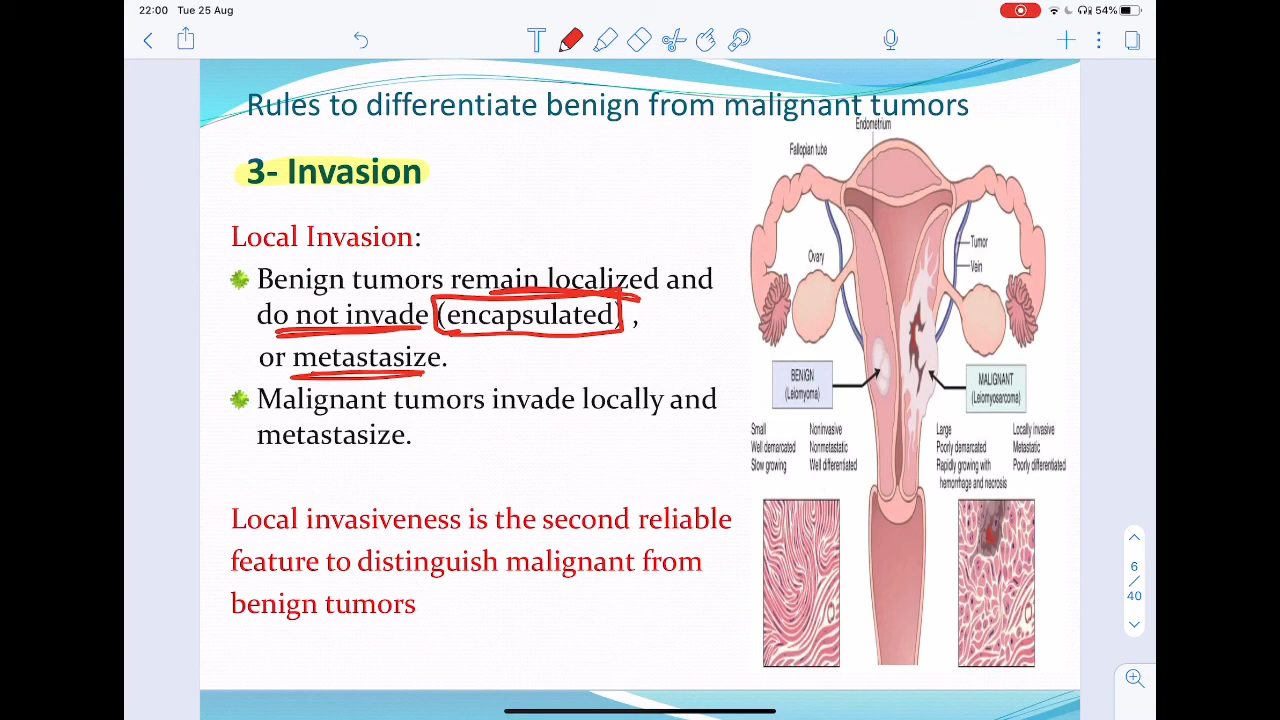 22:00 Tue 25 Aug
54%
T
Rules to differentiate benign from malignant tumors
3- Invasion
Local Invasion:
Benign tumors remain localized and
do not invade (encapsulated) ,
or metastasize.
Malignant tumors invade locally and
metastasize.
Local invasiveness is the second reliable
feature to distinguish malignant from
benign tumors
Endometrium
Fallopian tube
Ovary
Tumor
Vein
BENIGN
(Leiomyoma)
MALIGNANT
(Leiomyosarcoma)
Small
Well demarcated
Slow growing
Noninvasive
Nonmetastatic
Well differentiated
Large
Poorly demarcated
Rapidly growing with
hemorrhage and necrosis
Locally invasive
Metastatic
Poorly differentiated
6
/
40